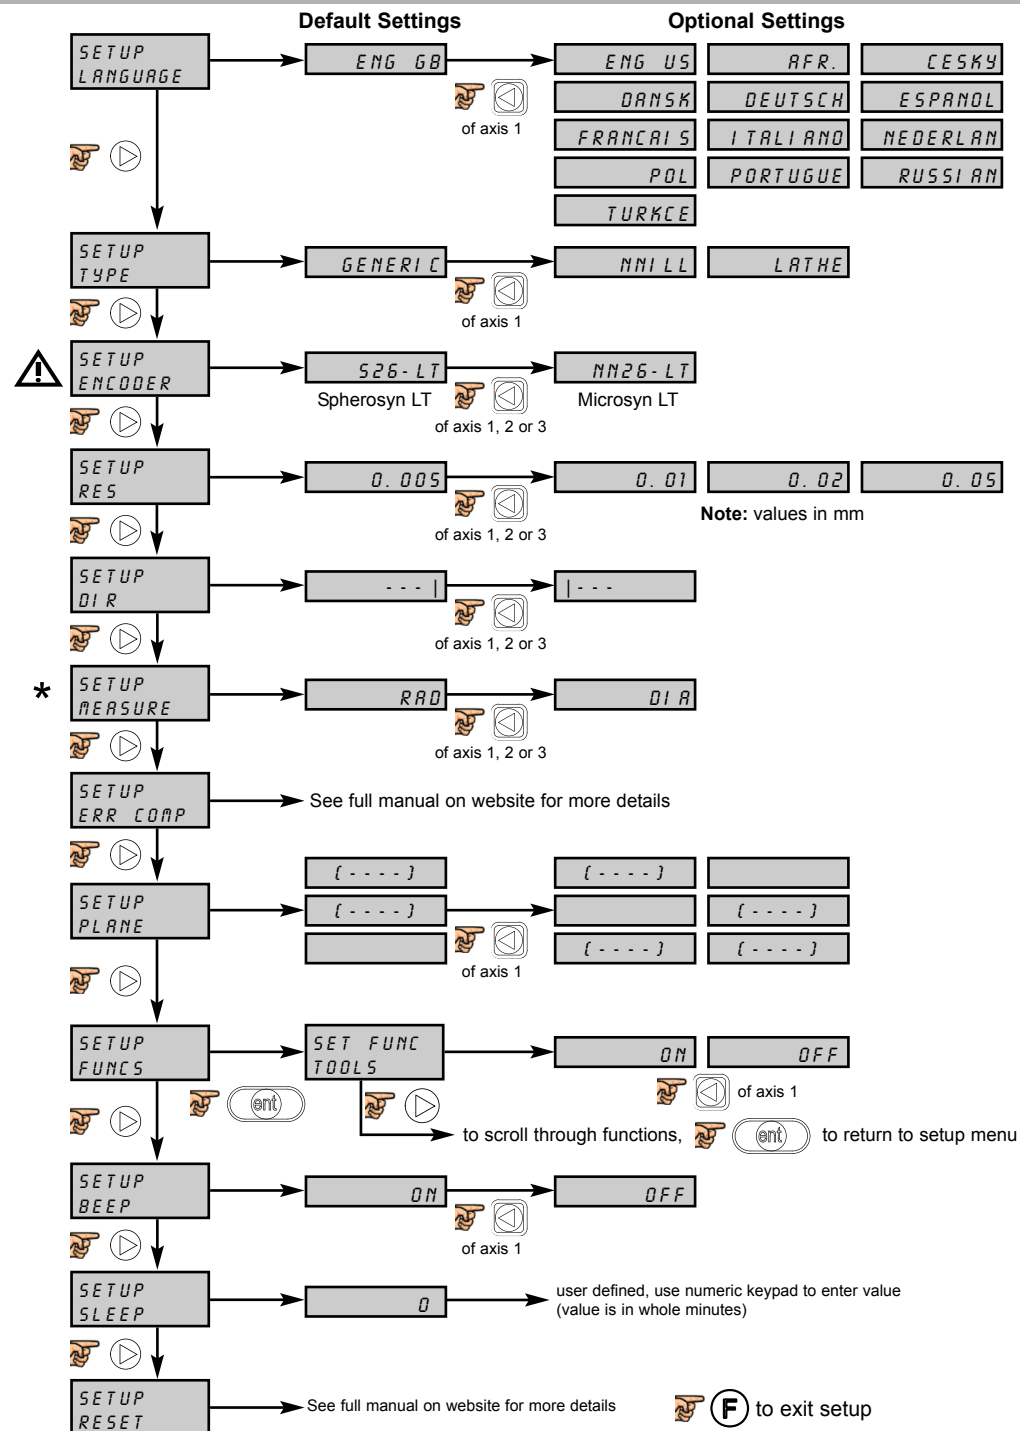 Default Settings
Optional Settings
SETUP
LANGUAGE
ENG GB
ENG US
AFR.
CESKY
of axis 1
DANSK
DEUTSCH
ESPANOL
FRANCAIS
ITALIANO
NEDERLAN
POL
PORTUGUE
RUSSIAN
TURKCE
SETUP
TYPE
GENERIC
NNILL
LATHE
of axis 1
SETUP
ENCODER
S26-LT
NN26-LT
Spherosyn LT
Microsyn LT
of axis 1, 2 or 3
SETUP
RES
0.005
0.01
0.02
0.05
of axis 1, 2 or 3
Note: values in mm
SETUP
DIR
---|
|---
of axis 1, 2 or 3
*
SETUP
MEASURE
RAD
DIA
of axis 1, 2 or 3
SETUP
ERR COMP
See full manual on website for more details
SETUP
PLANE
(----)
(----)
(----)
(----)
(----)
(----)
of axis 1
SETUP
FUNCS
ent
SET FUNC
TOOLS
ON
OFF
of axis 1
to scroll through functions,
ent
to return to setup menu
SETUP
BEEP
ON
OFF
of axis 1
SETUP
SLEEP
0
user defined, use numeric keypad to enter value
(value is in whole minutes)
SETUP
RESET
See full manual on website for more details
F
to exit setup